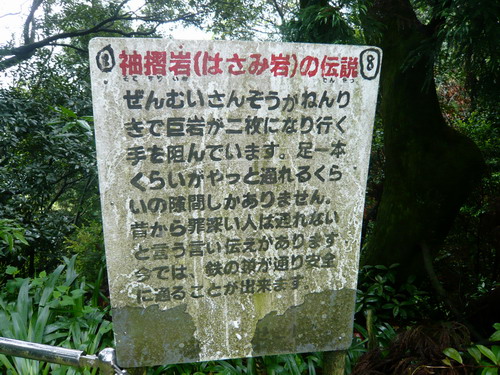 袖摺岩(はさみ岩)の伝説 8
ぜんむいさんぞうがねんり
きで巨岩が二枚になり行く
手を阻んでいます。足一本
くらいがやっと通れるくら
いの隙間しかありません。
昔から罪深い人は通れない
と言う言い伝えがあります
今では、鉄の鎖が通り安全
に通ることが出来ます